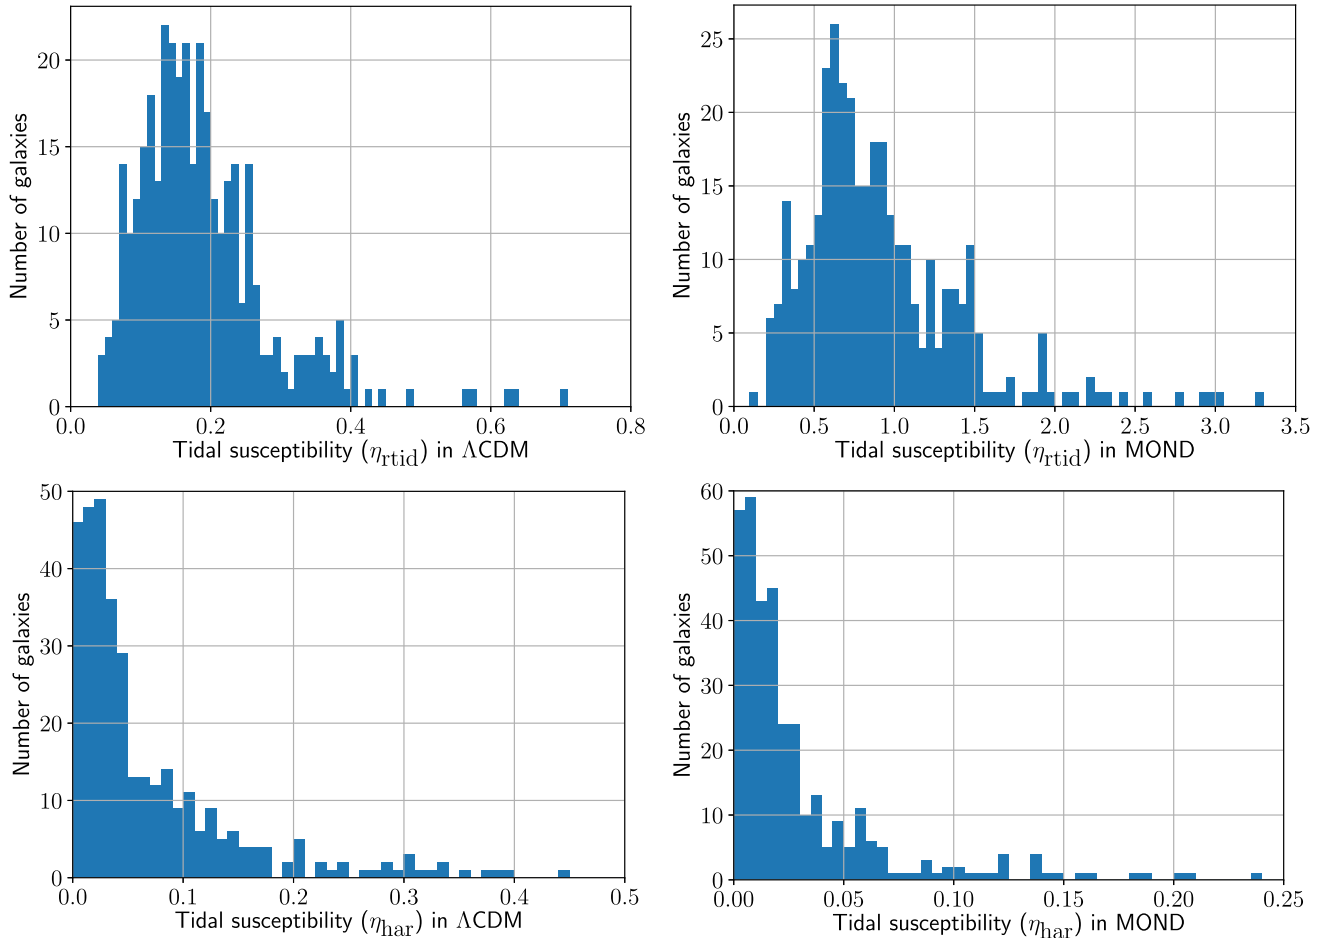 20
15
10
5
0
0.0 0.2 0.4 0.6 0.8
Number of galaxies
Tidal susceptibility (η_rtid) in ΛCDM
25
20
15
10
5
0
0.0 0.5 1.0 1.5 2.0 2.5 3.0 3.5
Number of galaxies
Tidal susceptibility (η_rtid) in MOND
50
40
30
20
10
0
0.0 0.1 0.2 0.3 0.4 0.5
Number of galaxies
Tidal susceptibility (η_har) in ΛCDM
60
50
40
30
20
10
0
0.00 0.05 0.10 0.15 0.20 0.25
Number of galaxies
Tidal susceptibility (η_har) in MOND